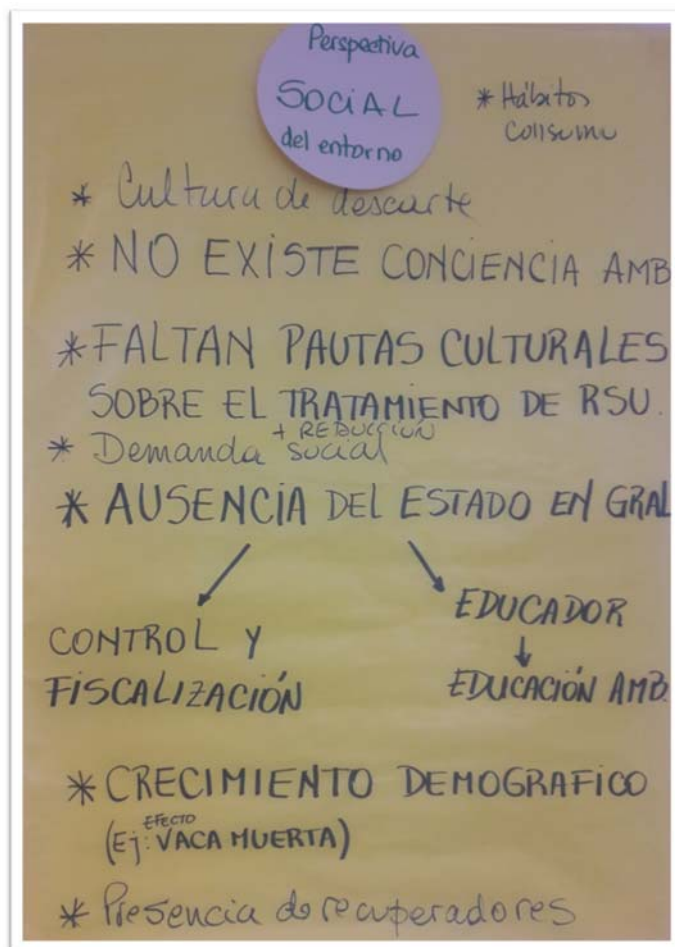 Perspectiva
SOCiAL
del entorno
* Hábitos
Consumo
* Cultura de descarte
* NO EXISTE CONCIENCIA AMB
* FALTAN PAUTAS CULTURALES
SOBRE EL TRATAMIENTO DE RSU.
+ REDUCCIÓN
* Demanda social
* AUSENCIA DEL ESTADO EN GRAL
CONTROL Y
FISCALIZACIÓN
EDUCADOR
EDUCACIÓN AMB.
* CRECIMIENTO DEMOGRAFICO
EFECTO
(Ej: VACA MUERTA)
* Presencia de recuperadores